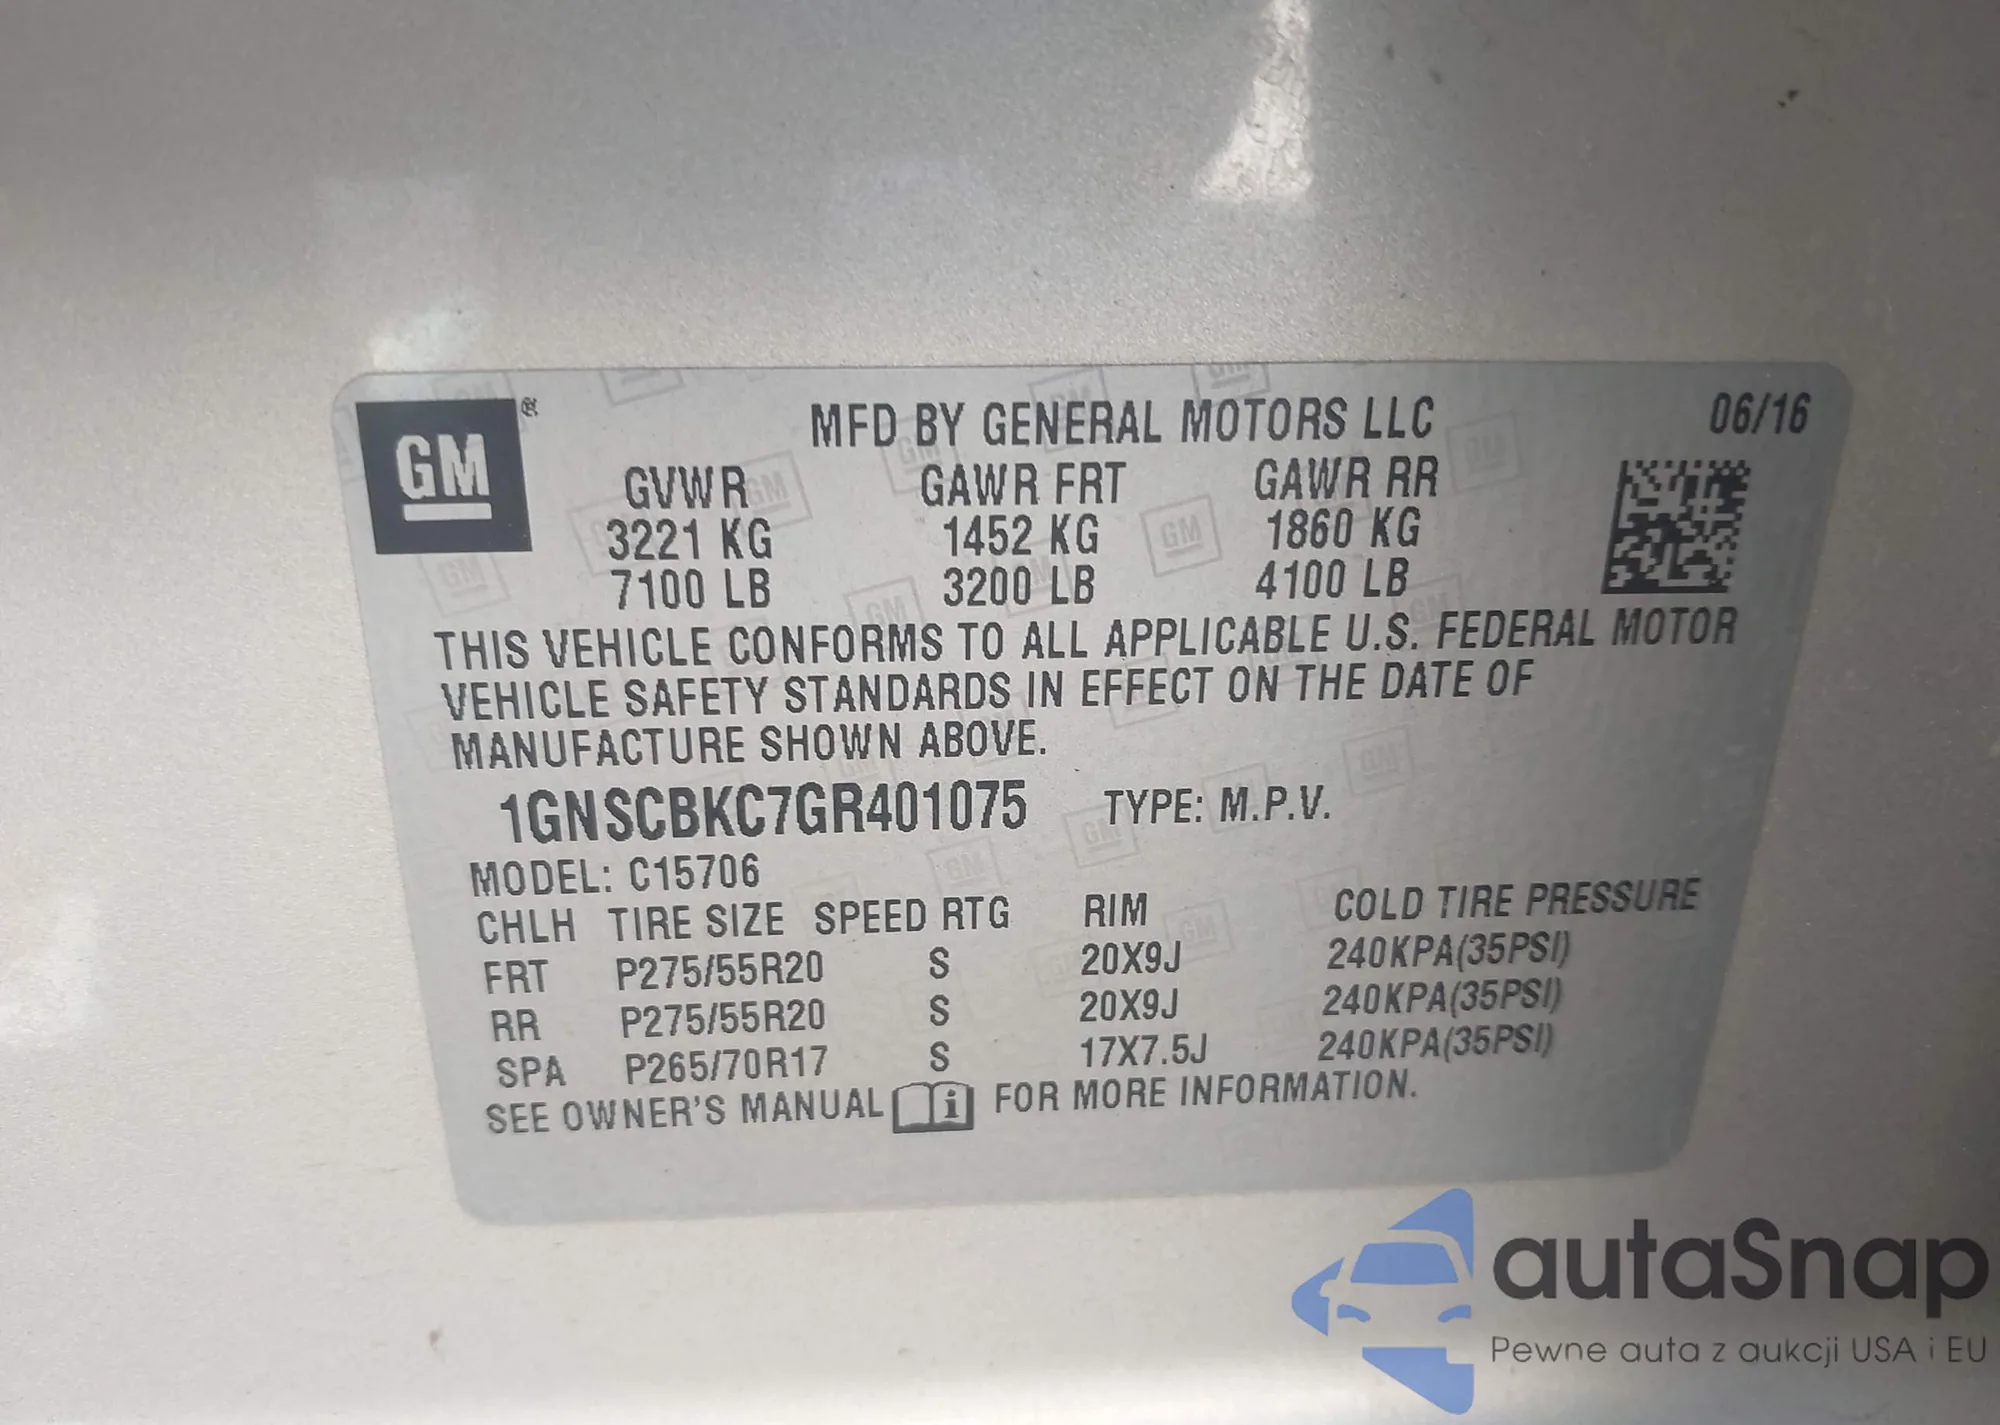 GM®
MFD BY GENERAL MOTORS LLC 06/16
GVWR GAWR FRT GAWR RR
3221 KG 1452 KG 1860 KG
7100 LB 3200 LB 4100 LB
THIS VEHICLE CONFORMS TO ALL APPLICABLE U.S. FEDERAL MOTOR
VEHICLE SAFETY STANDARDS IN EFFECT ON THE DATE OF
MANUFACTURE SHOWN ABOVE.
1GNSCBKC7GR401075 TYPE: M.P.V.
MODEL: C15706
CHLH TIRE SIZE SPEED RTG RIM COLD TIRE PRESSURE
FRT P275/55R20 S 20X9J 240KPA(35PSI)
RR P275/55R20 S 20X9J 240KPA(35PSI)
SPA P265/70R17 S 17X7.5J 240KPA(35PSI)
SEE OWNER'S MANUAL i FOR MORE INFORMATION.
autaSnap
Pewne auta z aukcji USA i EU